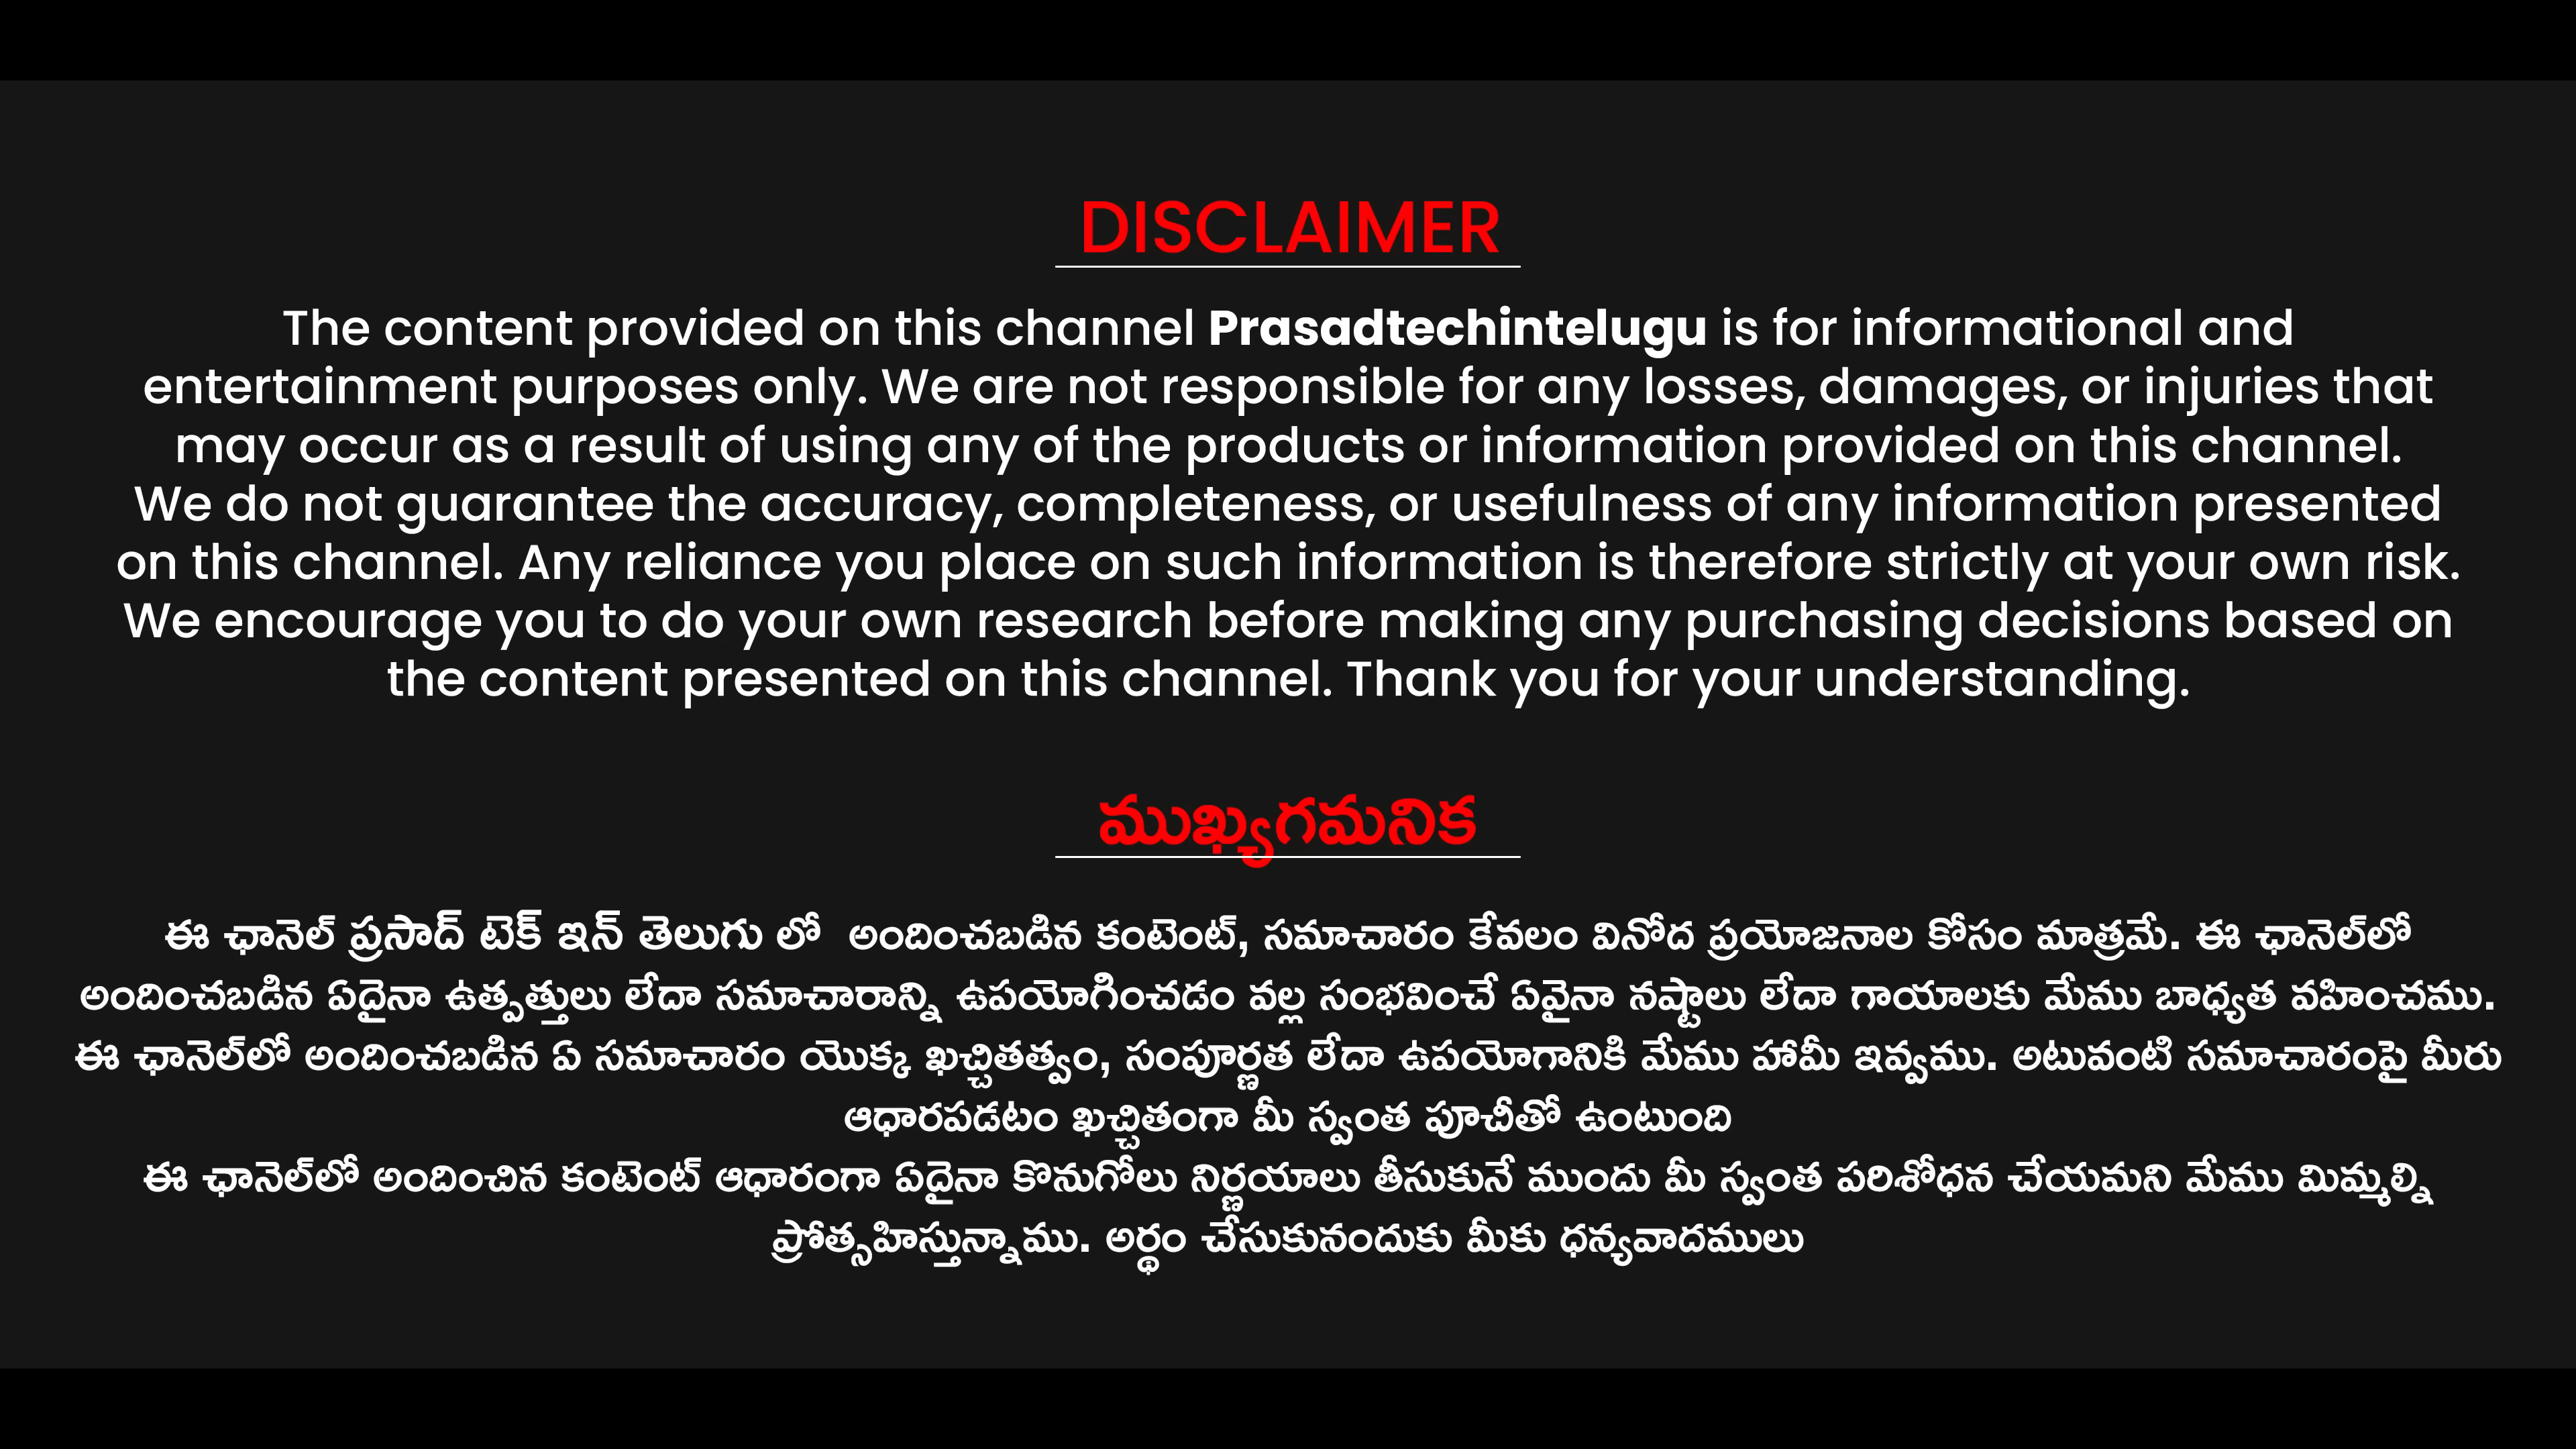 DISCLAIMER
The content provided on this channel Prasadtechintelugu is for informational and
entertainment purposes only. We are not responsible for any losses, damages, or injuries that
may occur as a result of using any of the products or information provided on this channel.
We do not guarantee the accuracy, completeness, or usefulness of any information presented
on this channel. Any reliance you place on such information is therefore strictly at your own risk.
We encourage you to do your own research before making any purchasing decisions based on
the content presented on this channel. Thank you for your understanding.
ముఖ్యగమనిక
ఈ ఛానెల్ ప్రసాద్ టెక్ ఇన్ తెలుగు లో అందించబడిన కంటెంట్, సమాచారం కేవలం వినోద ప్రయోజనాల కోసం మాత్రమే. ఈ ఛానెల్‌లో
అందించబడిన ఏదైనా ఉత్పత్తులు లేదా సమాచారాన్ని ఉపయోగించడం వల్ల సంభవించే ఏవైనా నష్టాలు లేదా గాయాలకు మేము బాధ్యత వహించము.
ఈ ఛానెల్‌లో అందించబడిన ఏ సమాచారం యొక్క ఖచ్చితత్వం, సంపూర్ణత లేదా ఉపయోగానికి మేము హామీ ఇవ్వము. అటువంటి సమాచారంపై మీరు
ఆధారపడటం ఖచ్చితంగా మీ స్వంత పూచీతో ఉంటుంది
ఈ ఛానెల్‌లో అందించిన కంటెంట్ ఆధారంగా ఏదైనా కొనుగోలు నిర్ణయాలు తీసుకునే ముందు మీ స్వంత పరిశోధన చేయమని మేము మిమ్మల్ని
ప్రోత్సహిస్తున్నాము. అర్థం చేసుకునందుకు మీకు ధన్యవాదములు